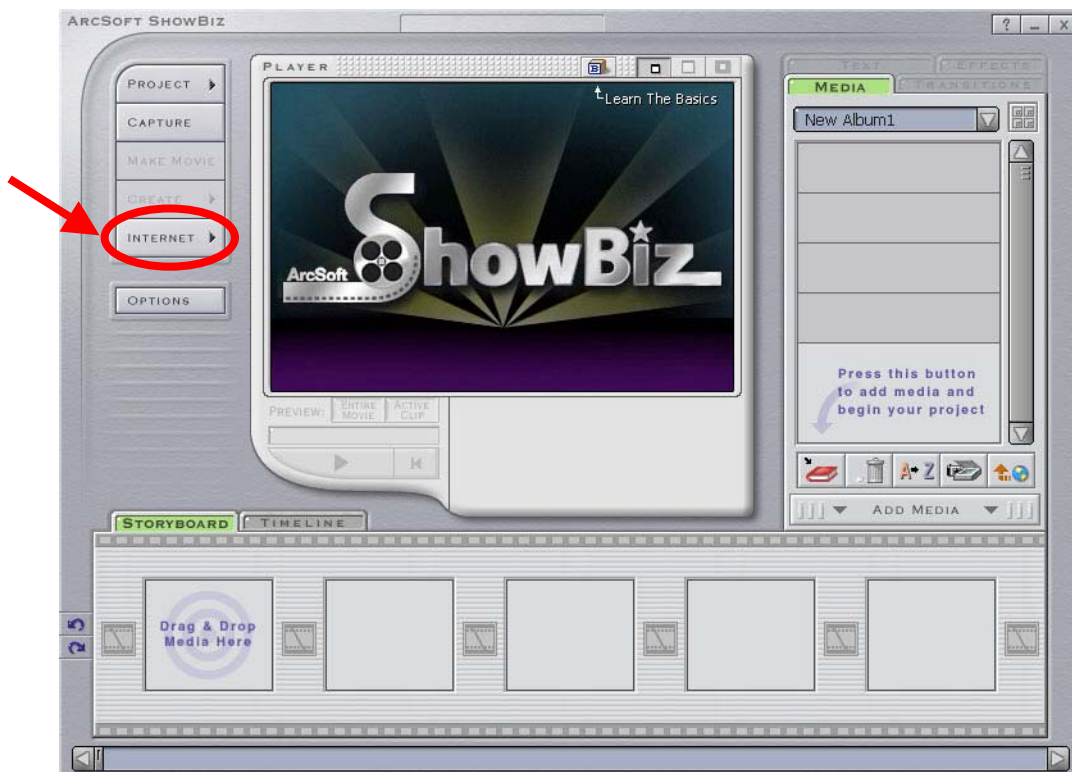 ArcSoft ShowBiz
? _ x
Project
Capture
Make Movie
Create
Internet
Options
Player
B
Learn The Basics
ArcSoft ShowBiz
Preview:
Entire Movie
Active Clip
Text
Effects
Media
Transitions
New Album1
Press this button
to add media and
begin your project
A Z
Add Media
Storyboard
Timeline
Drag & Drop
Media Here